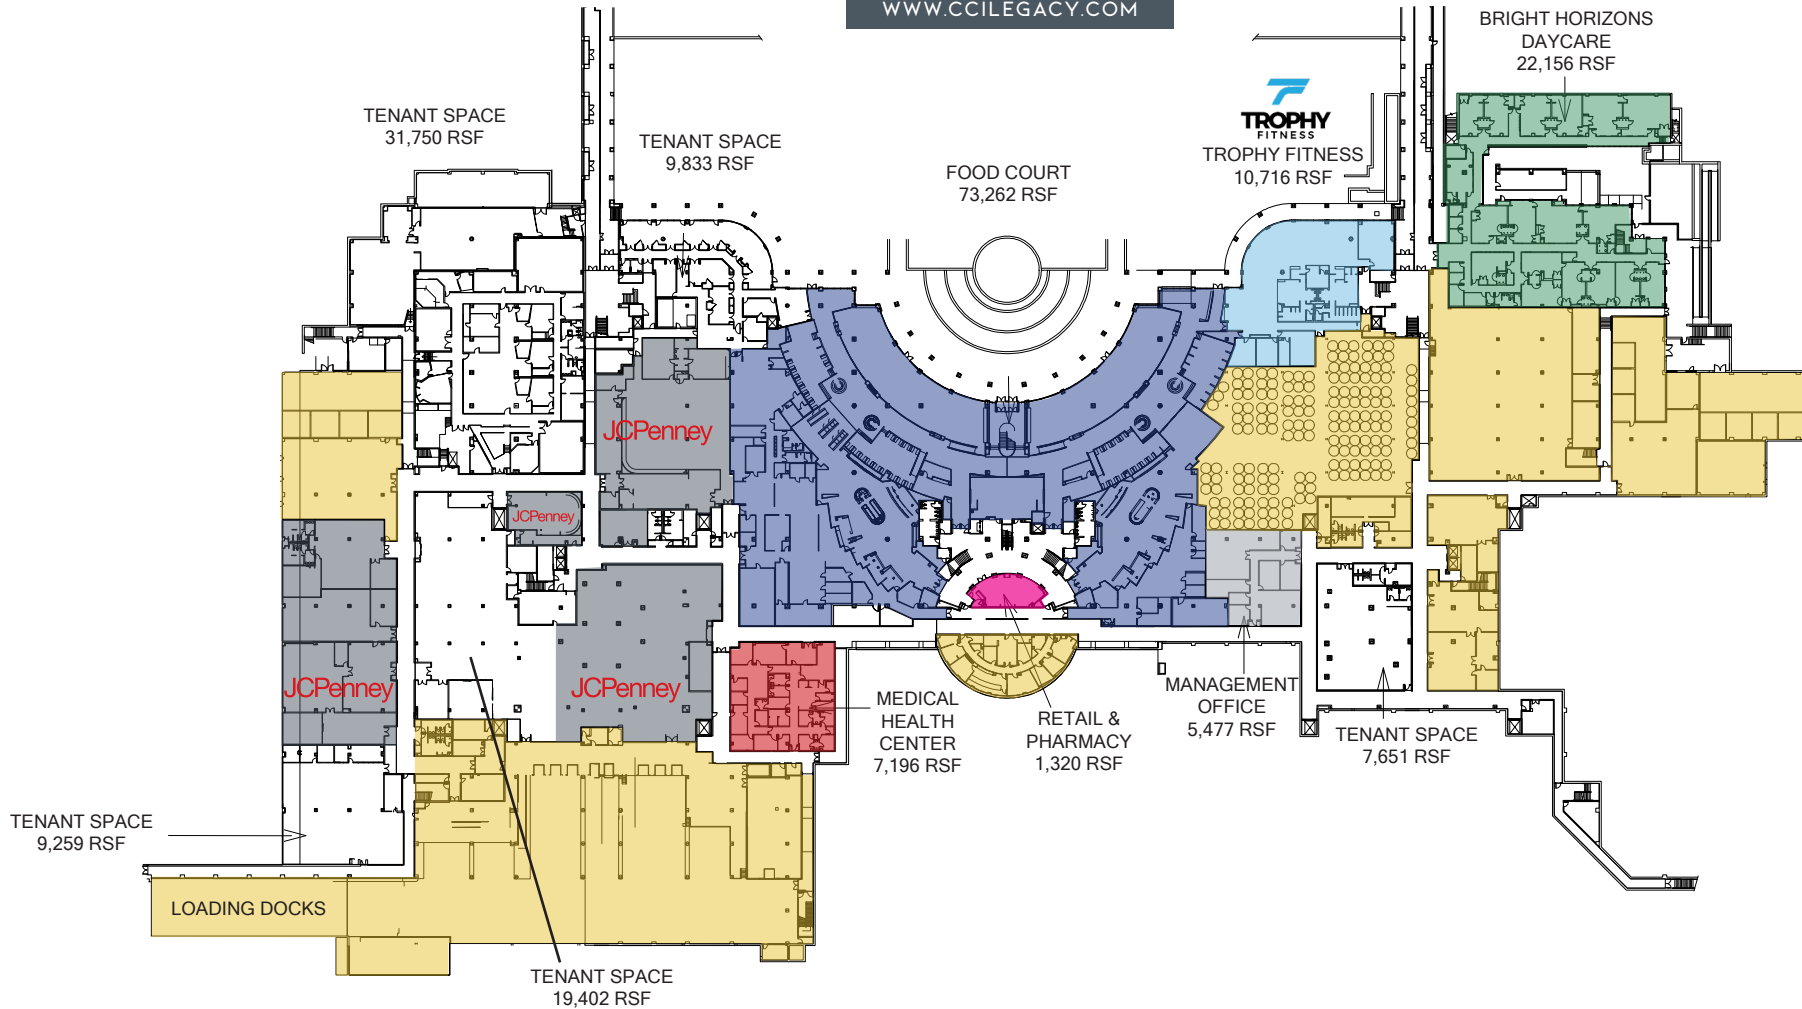 WWW.CCILEGACY.COM
BRIGHT HORIZONS
DAYCARE
22,156 RSF
TENANT SPACE
31,750 RSF
TENANT SPACE
9,833 RSF
FOOD COURT
73,262 RSF
TROPHY
FITNESS
TROPHY FITNESS
10,716 RSF
JCPenney
JCPenney
JCPenney
JCPenney
MEDICAL
HEALTH
CENTER
7,196 RSF
RETAIL &
PHARMACY
1,320 RSF
MANAGEMENT
OFFICE
5,477 RSF
TENANT SPACE
7,651 RSF
TENANT SPACE
9,259 RSF
LOADING DOCKS
TENANT SPACE
19,402 RSF